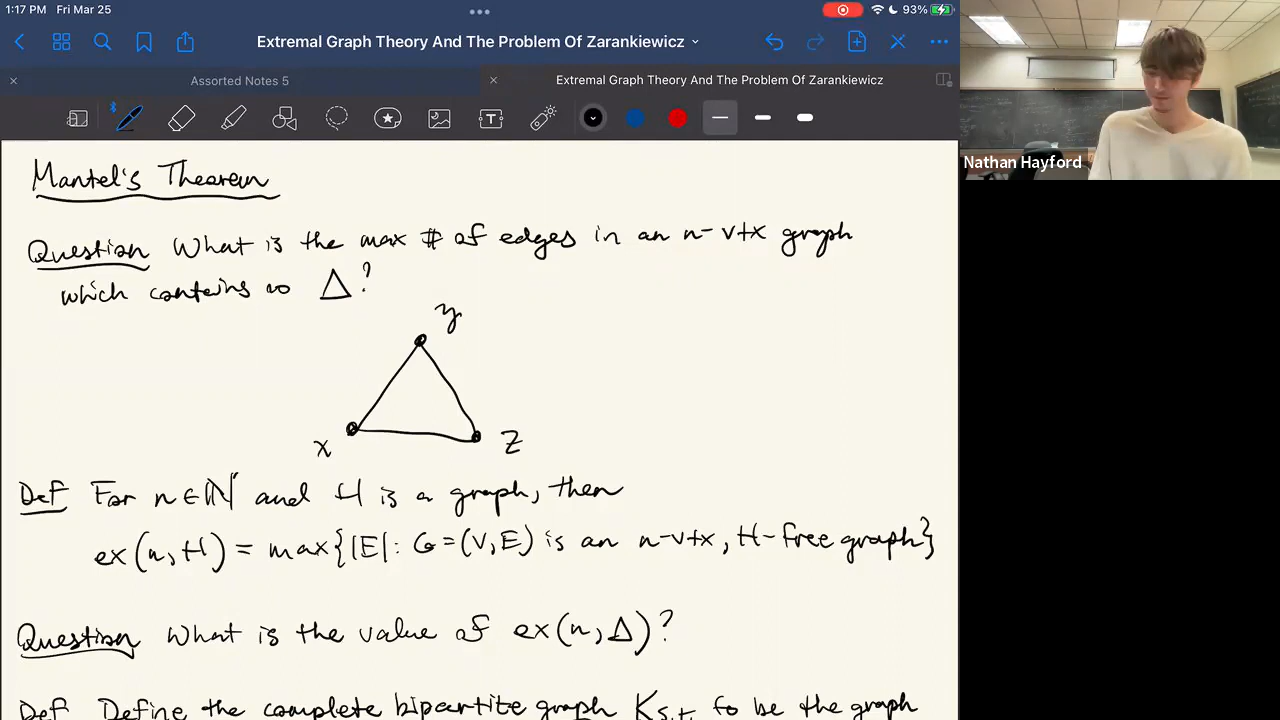 1:17 PM Fri Mar 25
93%
Extremal Graph Theory And The Problem Of Zarankiewicz
Assorted Notes 5
Extremal Graph Theory And The Problem Of Zarankiewicz
Nathan Hayford
Mantel's Theorem
Question What is the max # of edges in an n-vtx graph
which contains no Δ?
y
x
z
Def For n∈ℕ and H is a graph, then
ex(n,H) = max{|E|: G=(V,E) is an n-vtx, H-free graph}
Question What is the value of ex(n,Δ)?
Def Define the complete bipartite graph K_{s,t} to be the graph